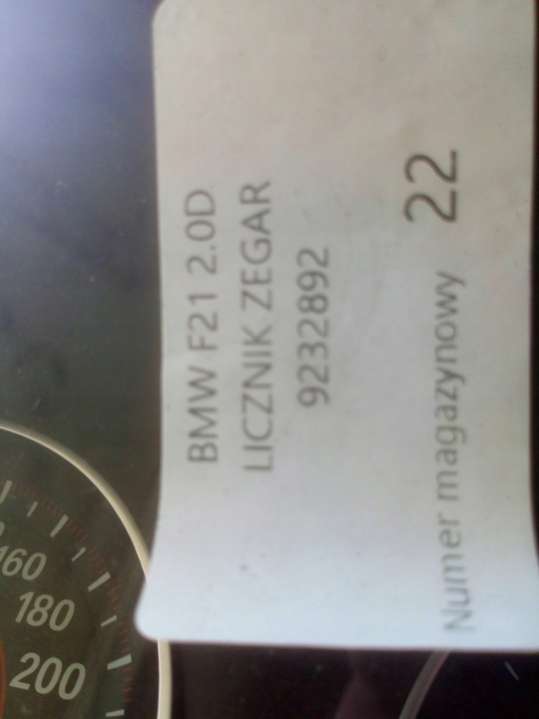 BMW F21 2.0D
LICZNIK ZEGAR
9232892
Numer magazynowy 22
160
180
200